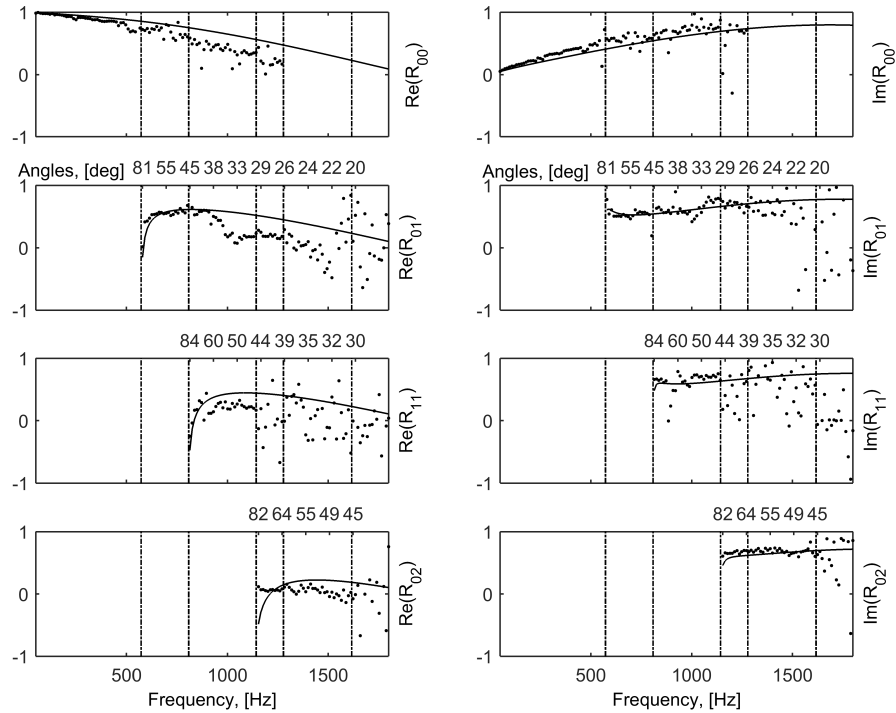 1
0
-1
Re(R00)
1
0
-1
Im(R00)
Angles, [deg] 81 55 45 38 33 29 26 24 22 20
1
0
-1
Re(R01)
Angles, [deg] 81 55 45 38 33 29 26 24 22 20
1
0
-1
Im(R01)
84 60 50 44 39 35 32 30
1
0
-1
Re(R11)
84 60 50 44 39 35 32 30
1
0
-1
Im(R11)
82 64 55 49 45
1
0
-1
Re(R02)
500 1000 1500
Frequency, [Hz]
82 64 55 49 45
1
0
-1
Im(R02)
500 1000 1500
Frequency, [Hz]